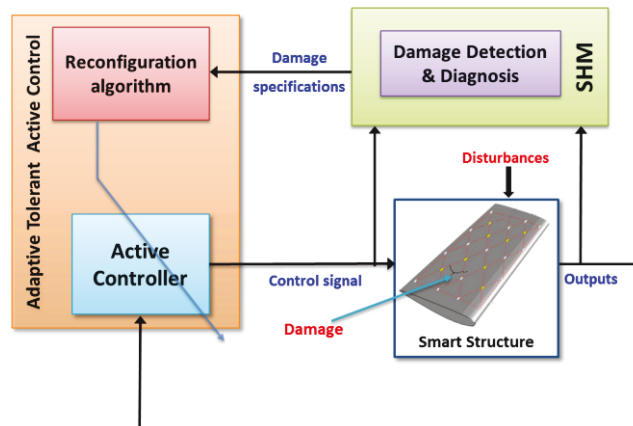 Adaptive Tolerant Active Control
Reconfiguration
algorithm
Damage
specifications
Damage Detection
& Diagnosis
SHM
Disturbances
Active
Controller
Control signal
Outputs
Damage
Smart Structure